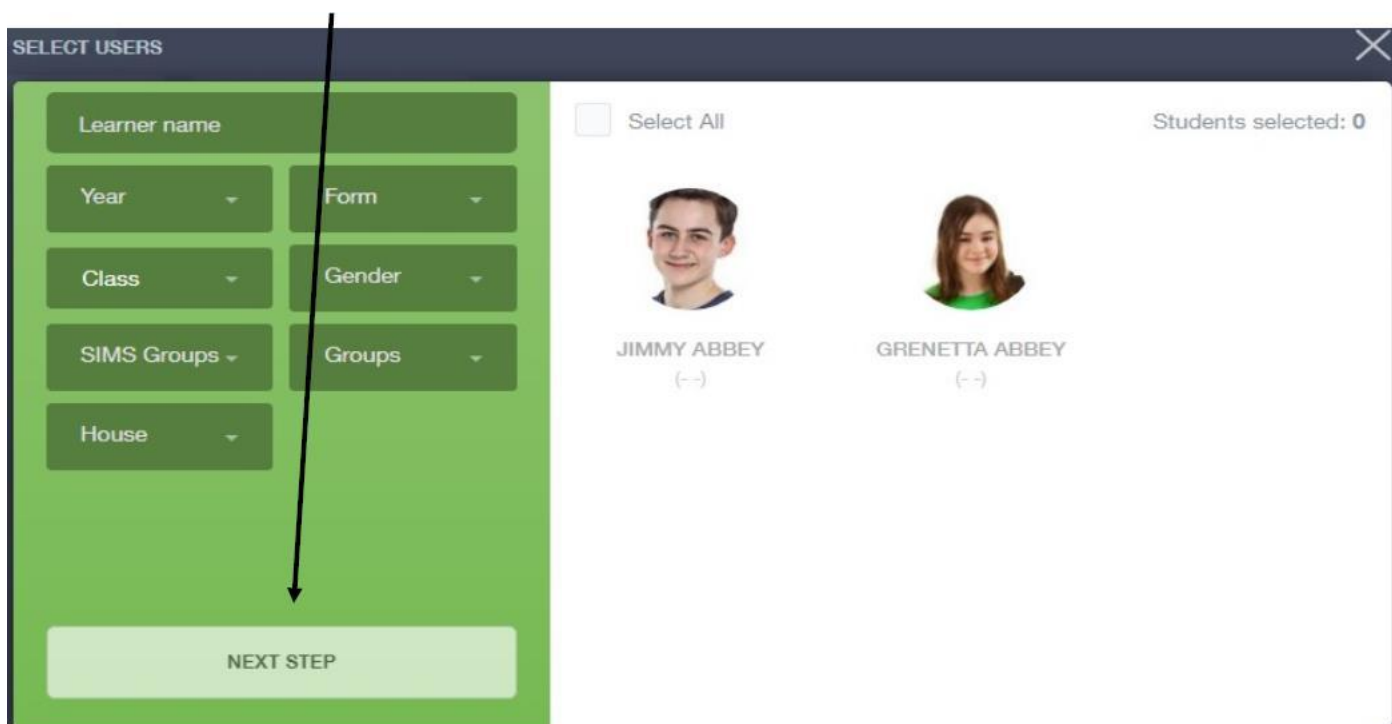 SELECT USERS
Learner name
Year
Form
Class
Gender
SIMS Groups
Groups
House
NEXT STEP
Select All
Students selected: 0
JIMMY ABBEY
(- -)
GRENETTA ABBEY
(- -)